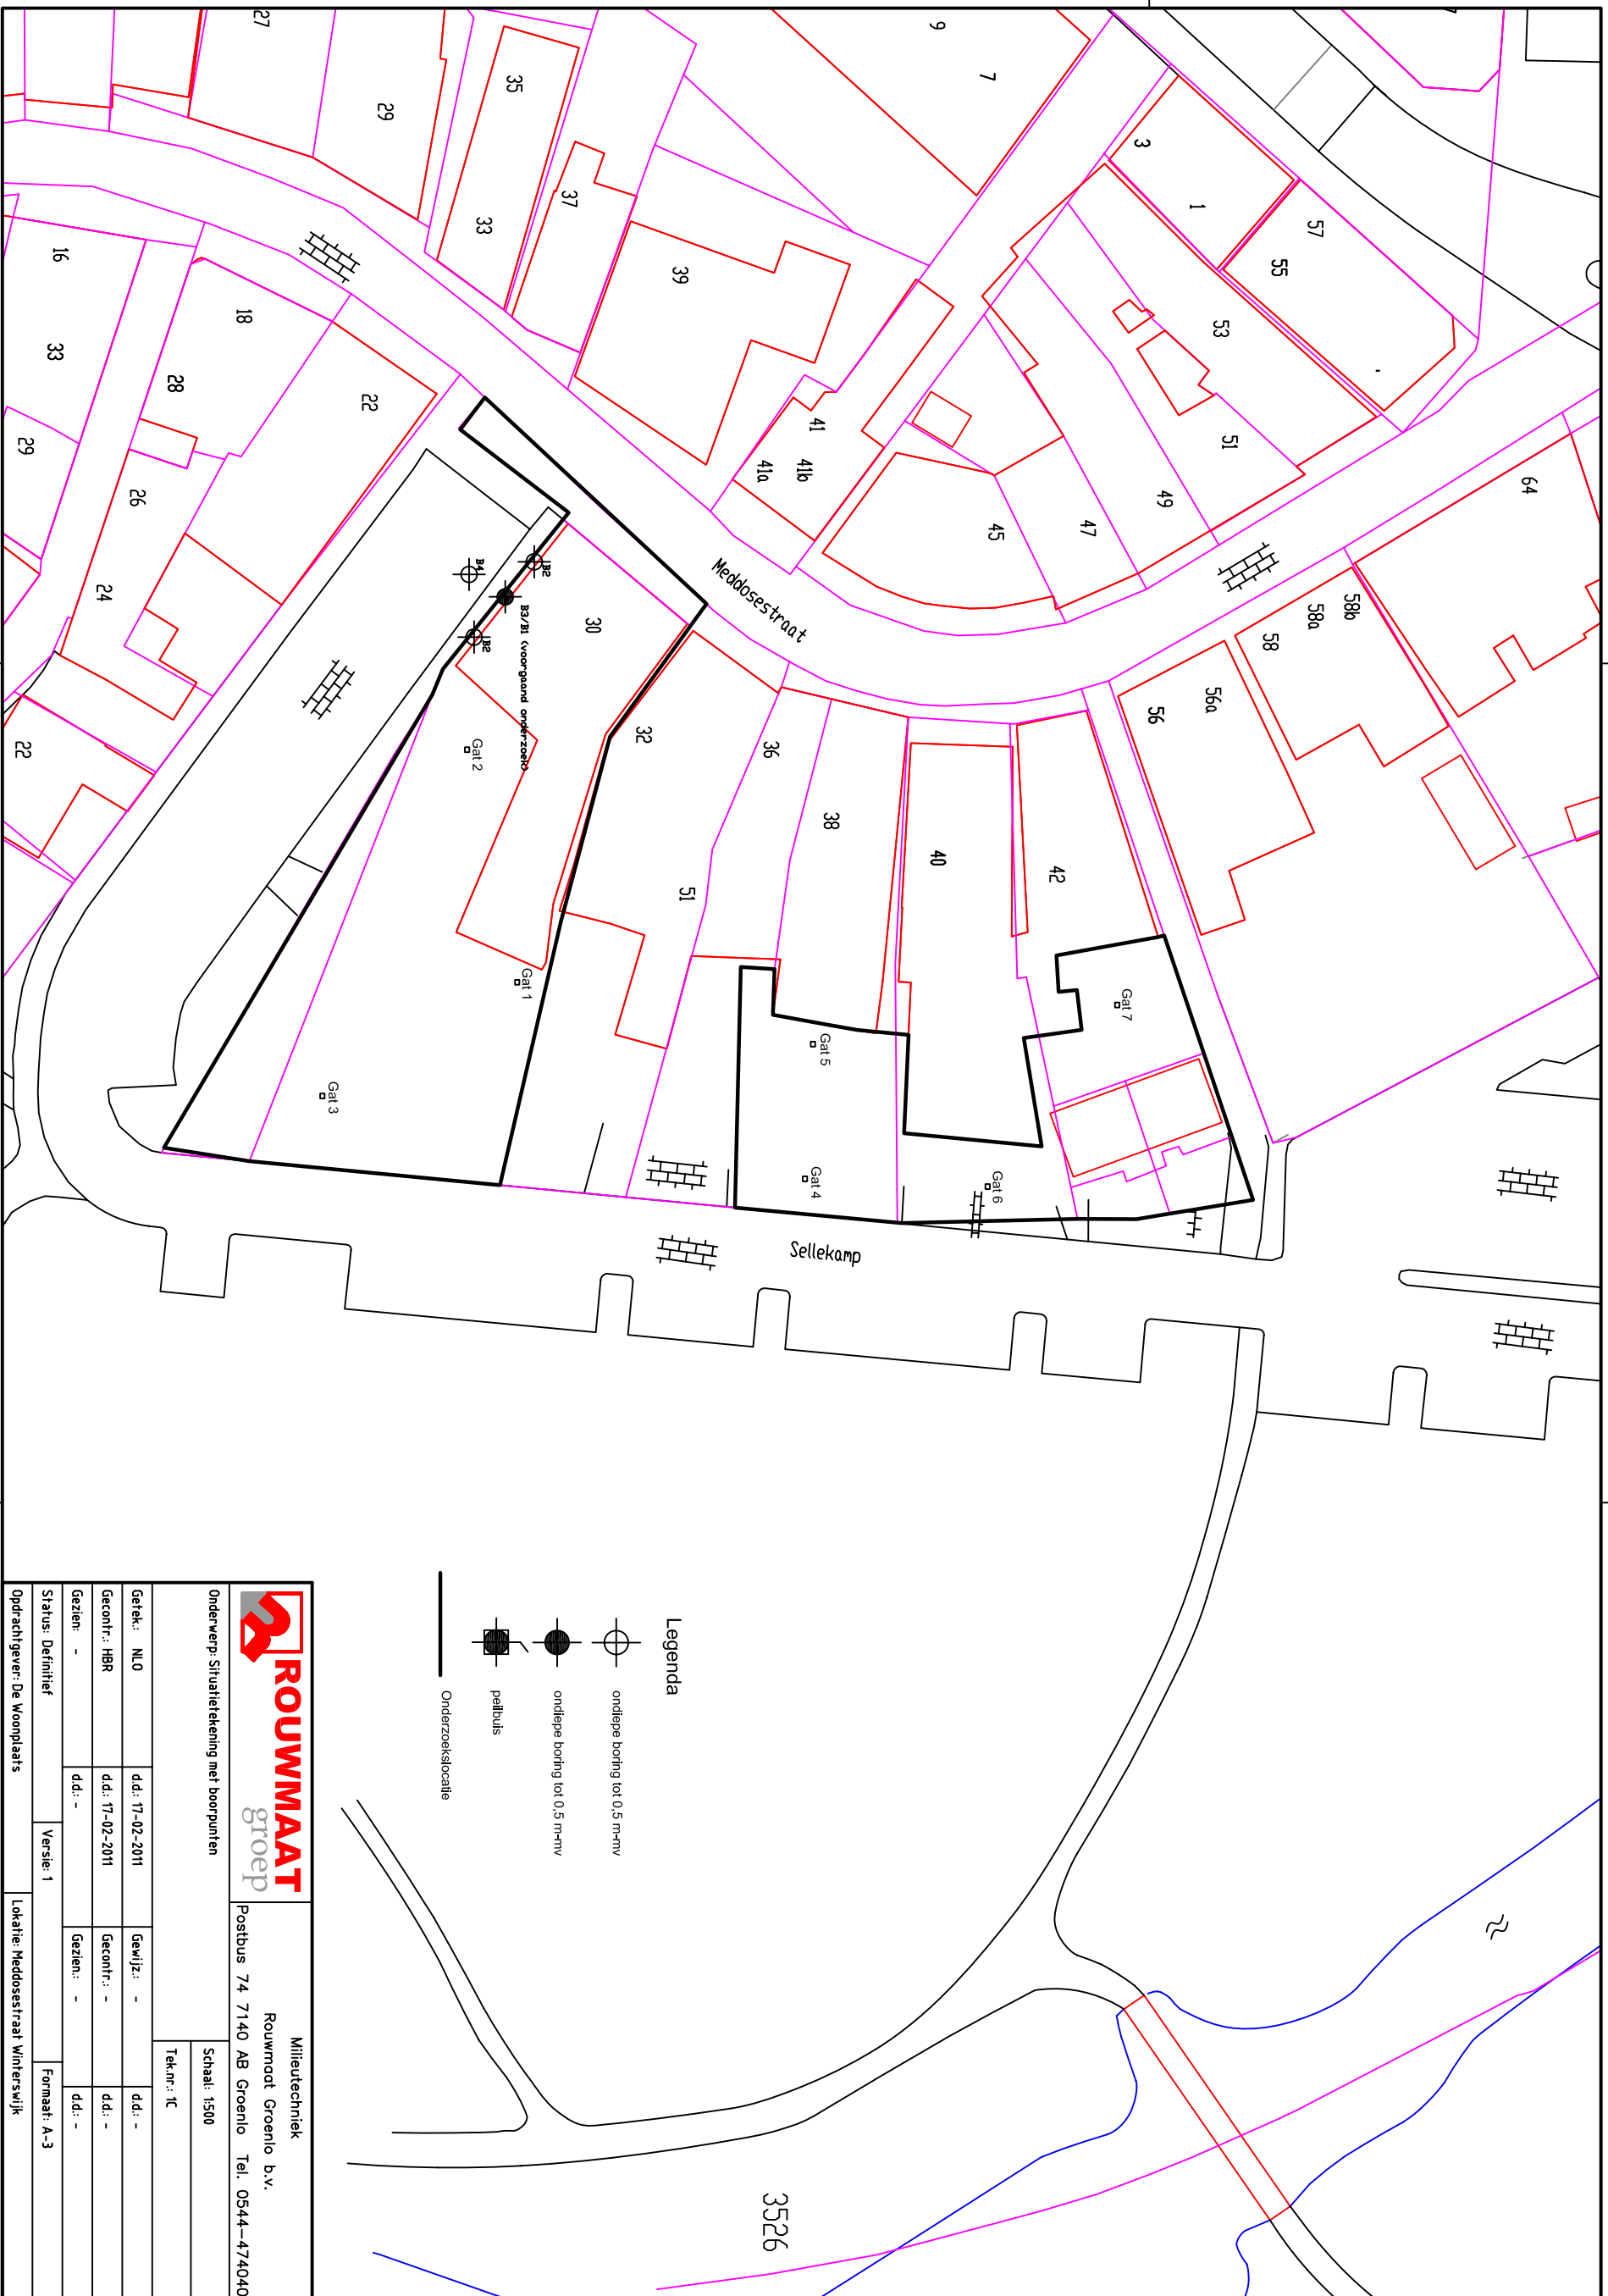 27
29
35
33
37
39
9
7
3
1
57
55
53
51
49
47
45
41
41b
41a
64
58b
58a
58
56a
56
16
18
33
28
22
29
26
24
22
Meddosestraat
B4
B2
B3/B1 (voorgaand onderzoek)
B2
30
32
36
38
40
42
51
Gat 2
Gat 1
Gat 3
Gat 5
Gat 4
Gat 6
Gat 7
Sellekamp
3526
Legenda
ondiepe boring tot 0,5 m-mv
ondiepe boring tot 0,5 m-mv
peilbuis
Onderzoekslocatie
ROUWMAAT
groep
Milieutechniek
Rouwmaat Groenlo b.v.
Postbus 74 7140 AB Groenlo Tel. 0544-474040
Onderwerp: Situatietekening met boorpunten
Schaal: 1:500
Tek.nr.: 1C
Getek.: NLO d.d.: 17-02-2011 Gewijz.: - d.d.: -
Gecontr.: HBR d.d.: 17-02-2011 Gecontr.: - d.d.: -
Gezien: - d.d.: - Gezien.: - d.d.: -
Status: Definitief Versie: 1 Formaat: A-3
Opdrachtgever: De Woonplaats Lokatie: Meddosestraat Winterswijk